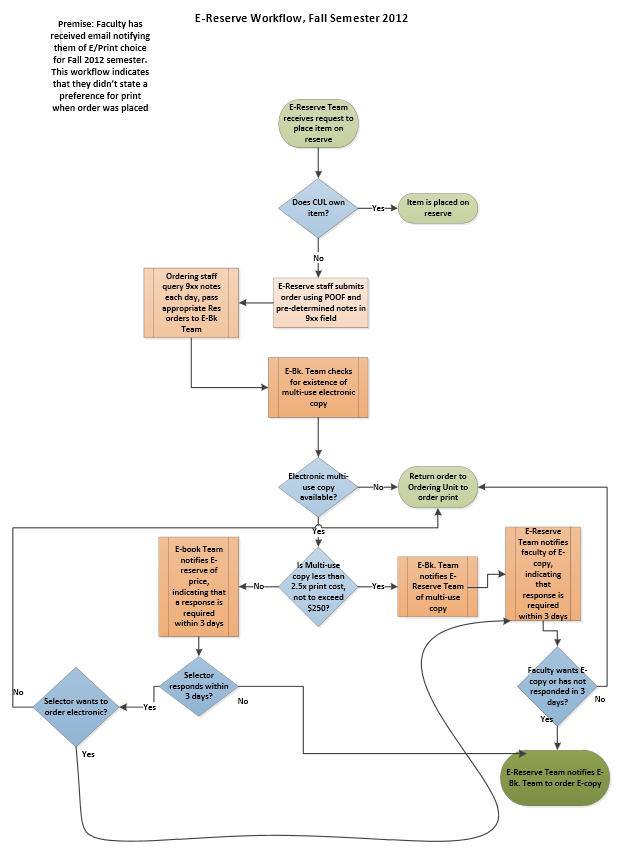 E-Reserve Workflow, Fall Semester 2012
Premise: Faculty has
received email notifying
them of E/Print choice
for Fall 2012 semester.
This workflow indicates
that they didn't state a
preference for print
when order was placed
E-Reserve Team
receives request to
place item on
reserve
Does CUL own
item?
Yes
Item is placed on
reserve
No
E-Reserve staff submits
order using POOF and
pre-determined notes in
9xx field
Ordering staff
query 9xx notes
each day, pass
appropriate Res
orders to E-Bk
Team
E-Bk. Team checks
for existence of
multi-use electronic
copy
Electronic multi-
use copy
available?
No
Return order to
Ordering Unit to
order print
Yes
Is Multi-use
copy less than
2.5x print cost,
not to exceed
$250?
No
E-book Team
notifies E-
reserve of
price,
indicating that
a response is
required
within 3 days
Yes
E-Bk. Team
notifies E-
Reserve Team
of multi-use
copy
E-Reserve
Team notifies
faculty of E-
copy,
indicating
that
response is
required
within 3 days
Selector
responds within
3 days?
Yes
No
Selector wants to
order electronic?
No
Yes
Faculty wants E-
copy or has not
responded in 3
days?
No
Yes
E-Reserve Team notifies E-
Bk. Team to order E-copy